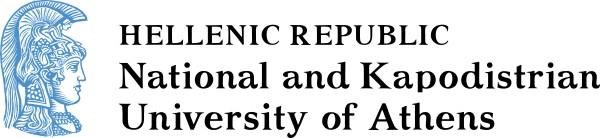 HELLENIC REPUBLIC
National and Kapodistrian
University of Athens